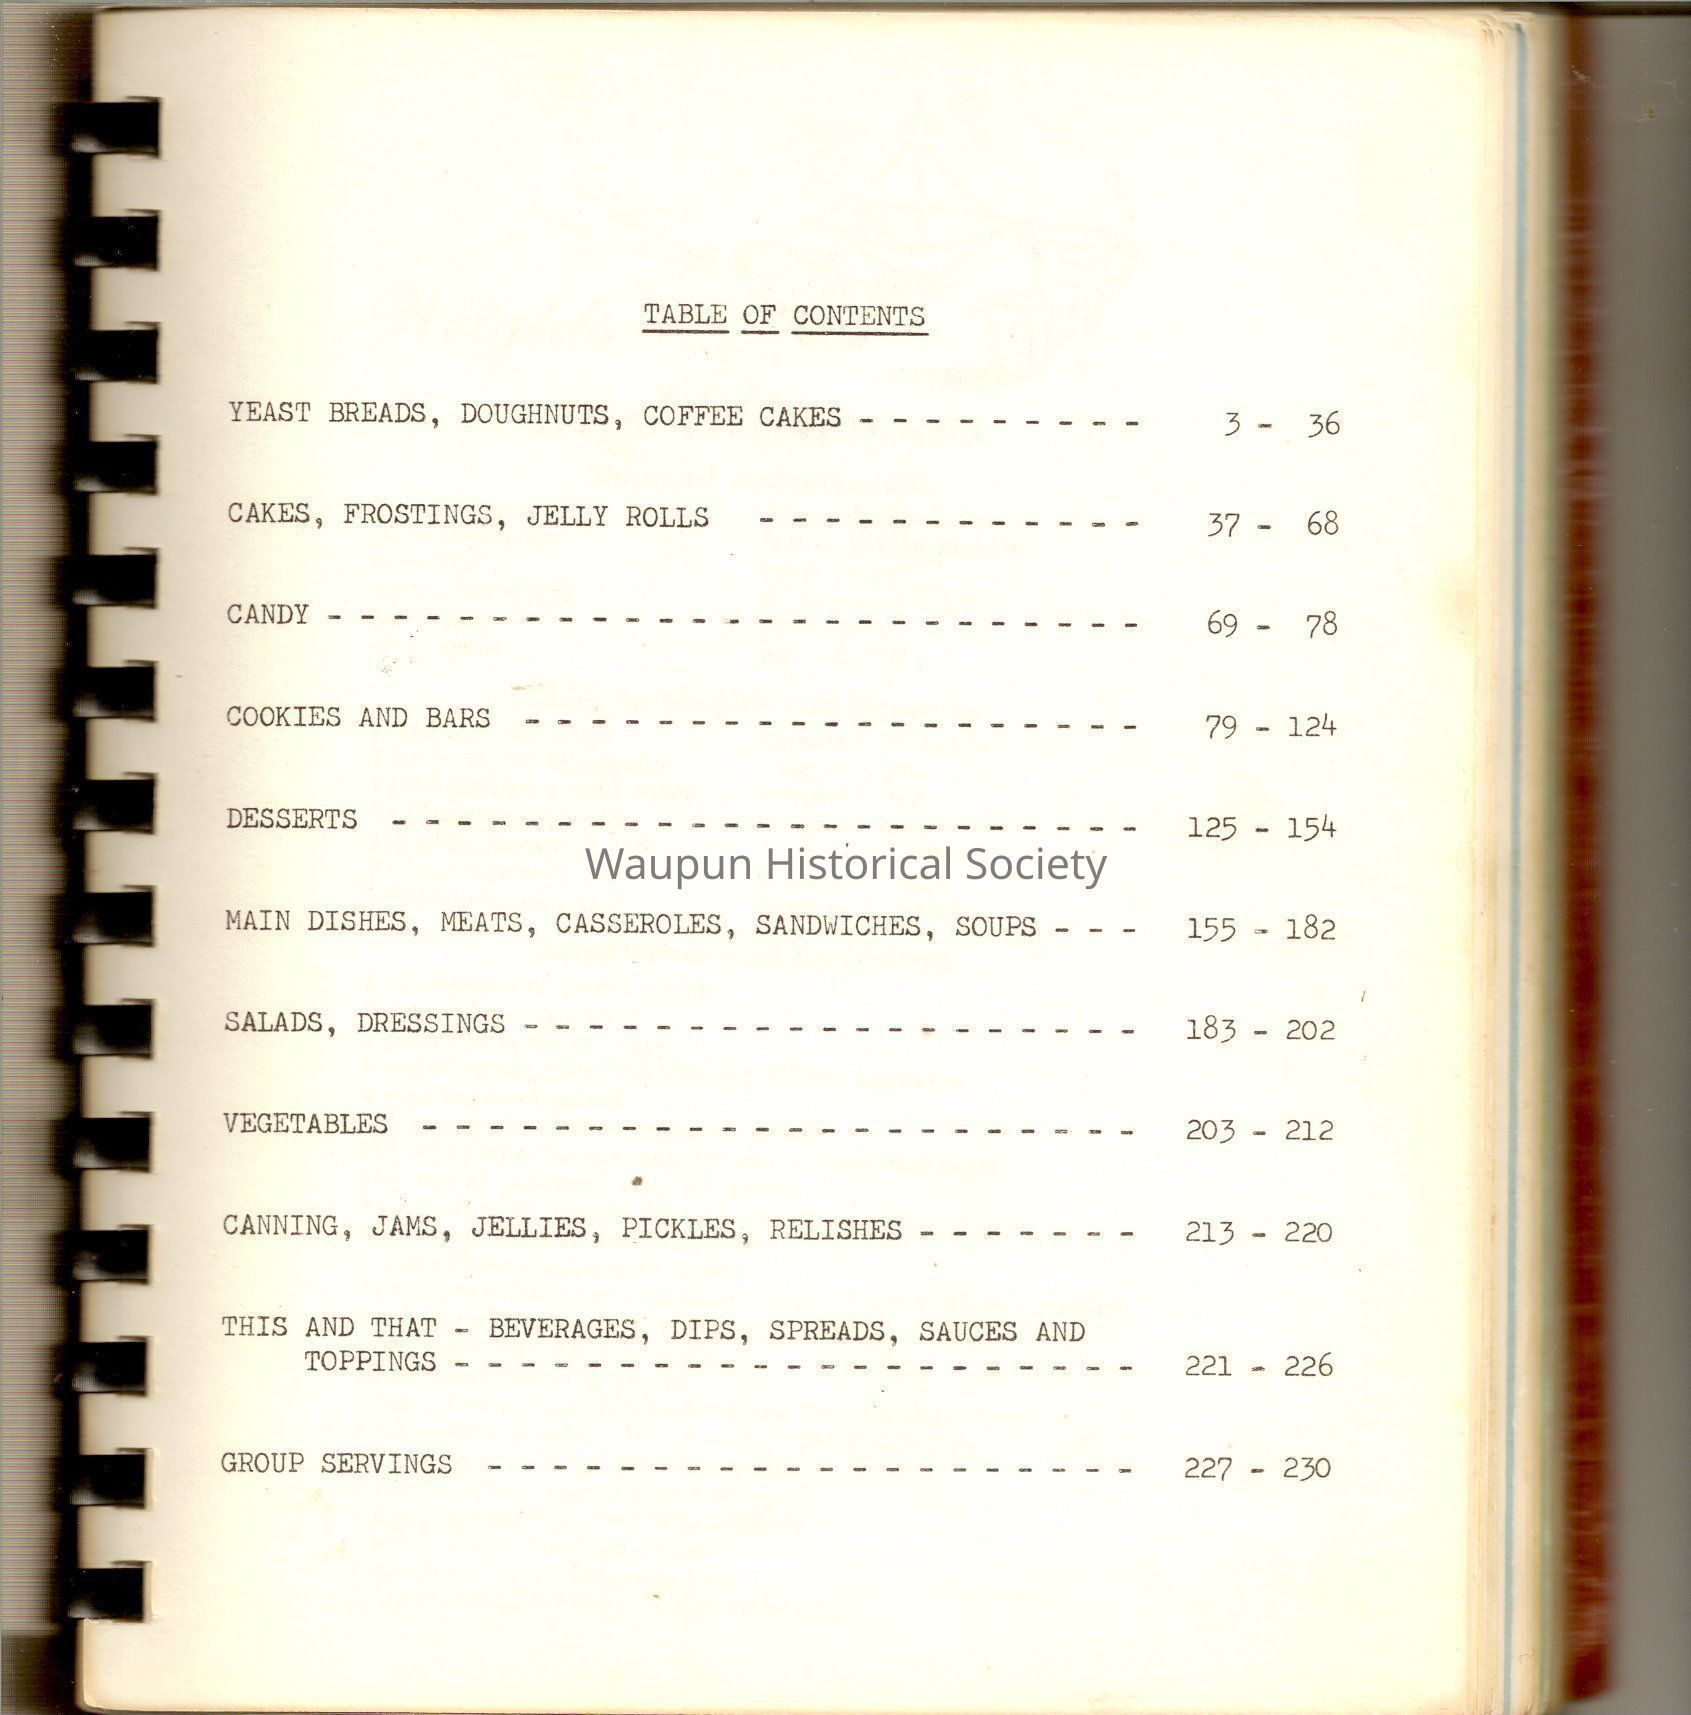 TABLE OF CONTENTS
YEAST BREADS, DOUGHNUTS, COFFEE CAKES - - - - - - - - - 3 - 36
CAKES, FROSTINGS, JELLY ROLLS - - - - - - - - - - - - 37 - 68
CANDY - - - - - - - - - - - - - - - - - - - - - - - - - 69 - 78
COOKIES AND BARS - - - - - - - - - - - - - - - - - - - 79 - 124
DESSERTS - - - - - - - - - - - - - - - - - - - - - - - 125 - 154
Waupun Historical Society
MAIN DISHES, MEATS, CASSEROLES, SANDWICHES, SOUPS - - - 155 - 182
SALADS, DRESSINGS - - - - - - - - - - - - - - - - - - - 183 - 202
VEGETABLES - - - - - - - - - - - - - - - - - - - - - - 203 - 212
CANNING, JAMS, JELLIES, PICKLES, RELISHES - - - - - - - 213 - 220
THIS AND THAT - BEVERAGES, DIPS, SPREADS, SAUCES AND
TOPPINGS - - - - - - - - - - - - - - - - - - - - - 221 - 226
GROUP SERVINGS - - - - - - - - - - - - - - - - - - - - 227 - 230